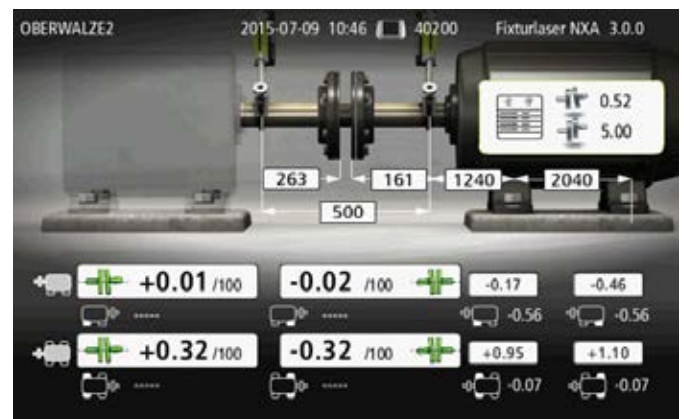 OBERWALZE2 2015-07-09 10:46 40200 Fixturlaser NXA 3.0.0
0.52
5.00
263 161 1240 2040
500
+0.01 /100 -0.02 /100 -0.17 -0.46
----- ----- -0.56 -0.56
+0.32 /100 -0.32 /100 +0.95 +1.10
----- ----- -0.07 -0.07